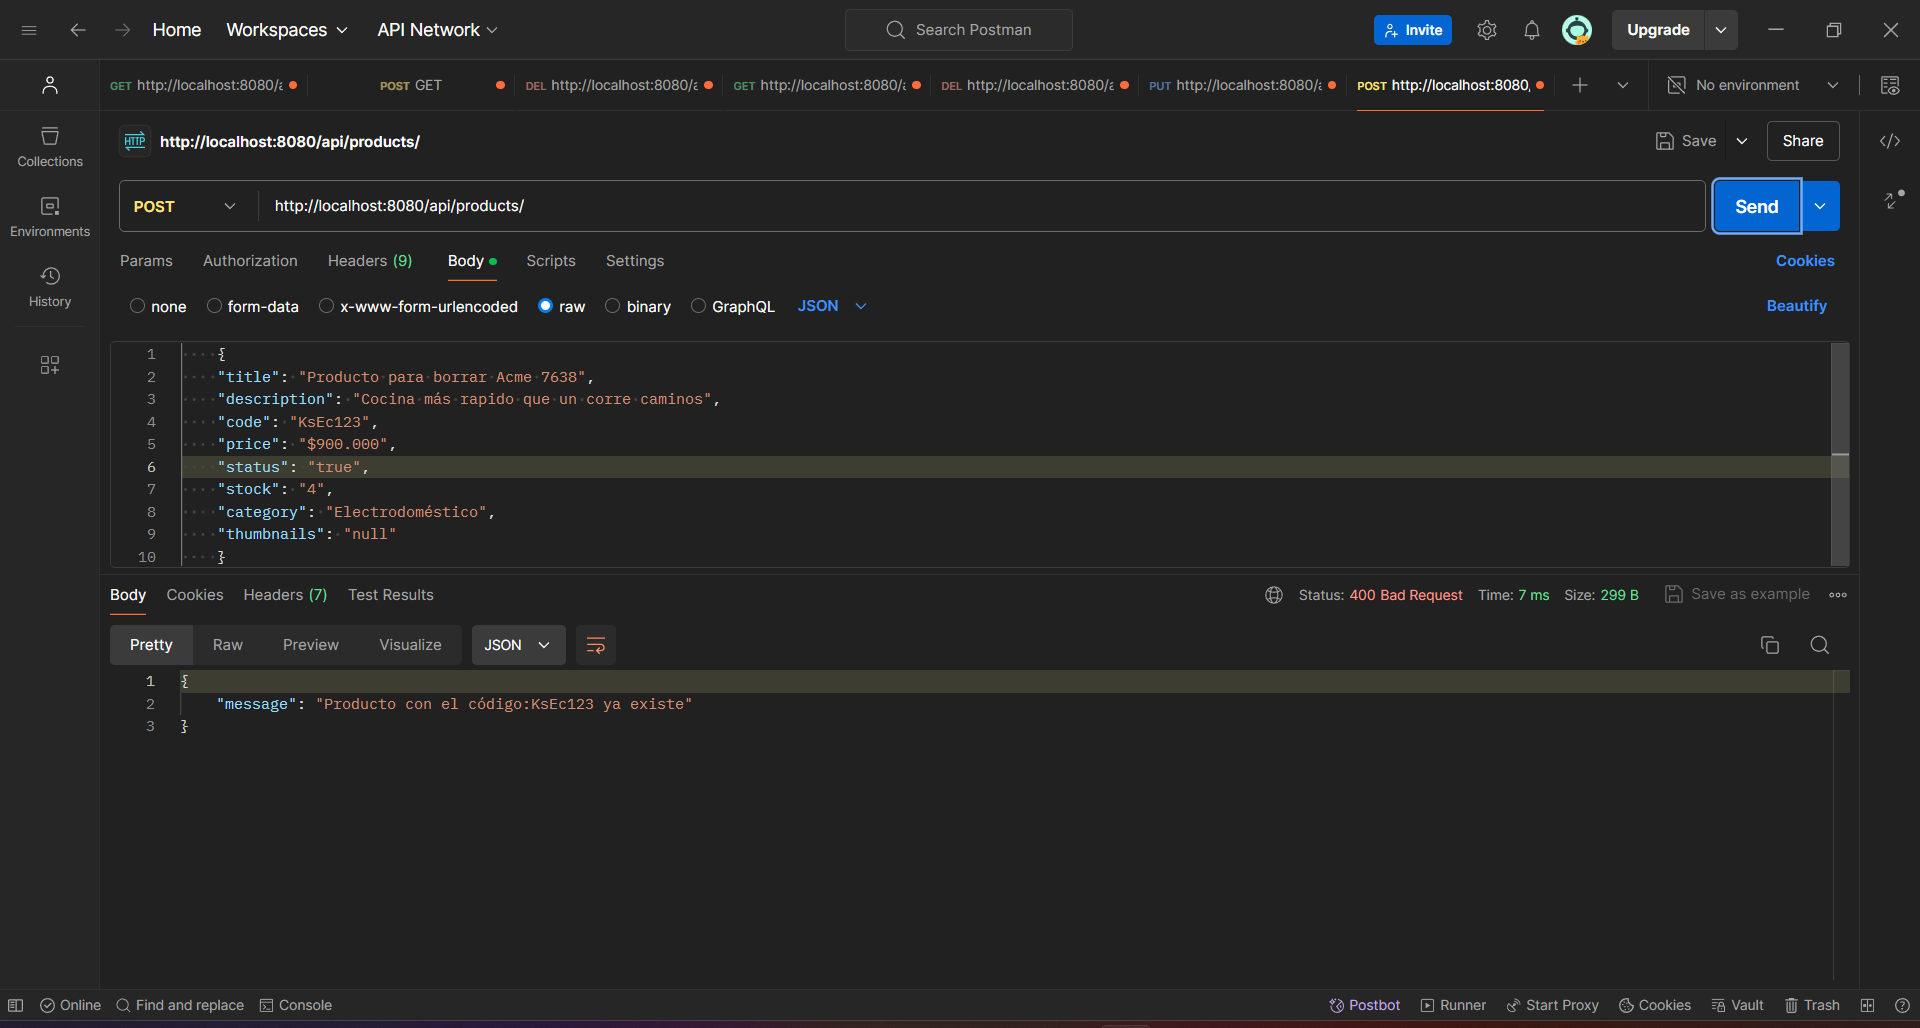 Home Workspaces API Network Search Postman Invite Upgrade
GET http://localhost:8080/a POST GET DEL http://localhost:8080/a GET http://localhost:8080/a DEL http://localhost:8080/a PUT http://localhost:8080/a POST http://localhost:8080/ No environment
Collections
Environments
History
HTTP http://localhost:8080/api/products/ Save Share
POST http://localhost:8080/api/products/ Send
Params Authorization Headers (9) Body Scripts Settings Cookies
none form-data x-www-form-urlencoded raw binary GraphQL JSON Beautify
1 {
2 "title": "Producto para borrar Acme 7638",
3 "description": "Cocina más rapido que un corre caminos",
4 "code": "KsEc123",
5 "price": "$900.000",
6 "status": "true",
7 "stock": "4",
8 "category": "Electrodoméstico",
9 "thumbnails": "null"
10 }
Body Cookies Headers (7) Test Results Status: 400 Bad Request Time: 7 ms Size: 299 B Save as example
Pretty Raw Preview Visualize JSON
1 {
2 "message": "Producto con el código:KsEc123 ya existe"
3 }
Online Find and replace Console Postbot Runner Start Proxy Cookies Vault Trash